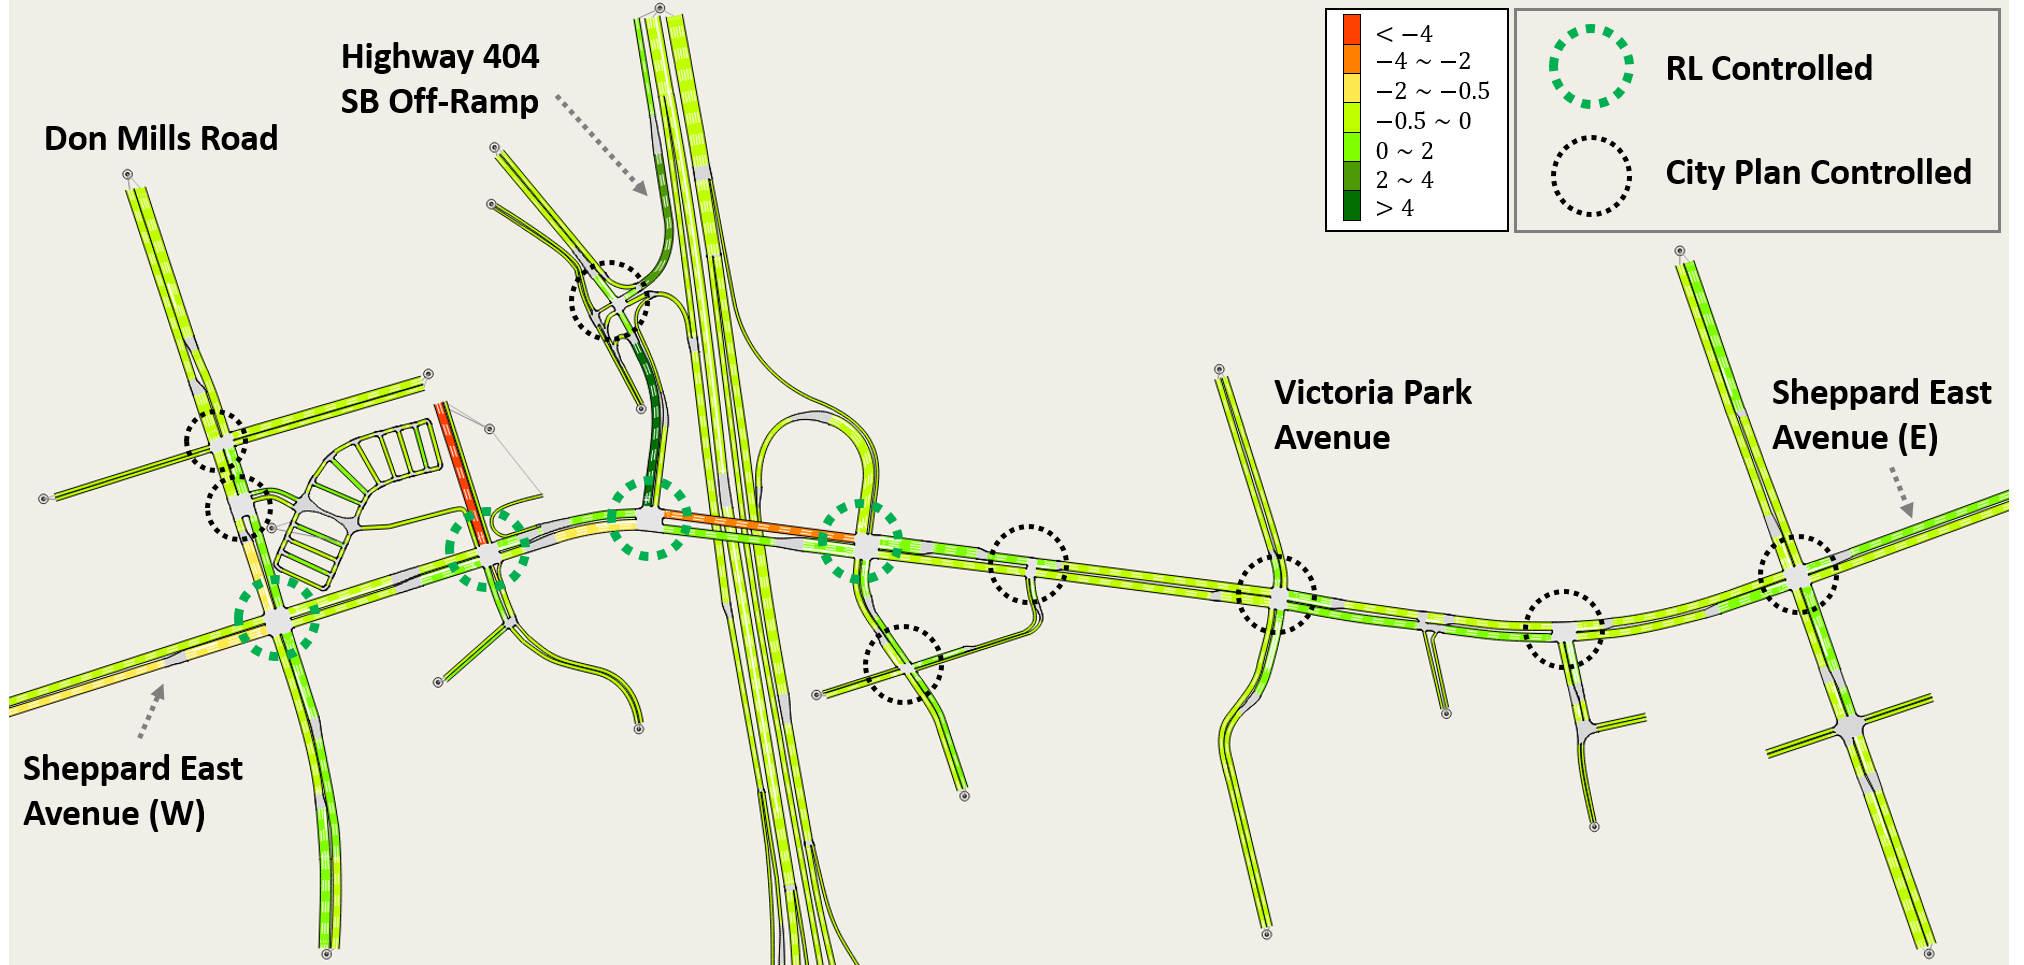 Highway 404
SB Off-Ramp
Don Mills Road
< −4
−4 ~ −2
−2 ~ −0.5
−0.5 ~ 0
0 ~ 2
2 ~ 4
> 4
RL Controlled
City Plan Controlled
Victoria Park
Avenue
Sheppard East
Avenue (E)
Sheppard East
Avenue (W)